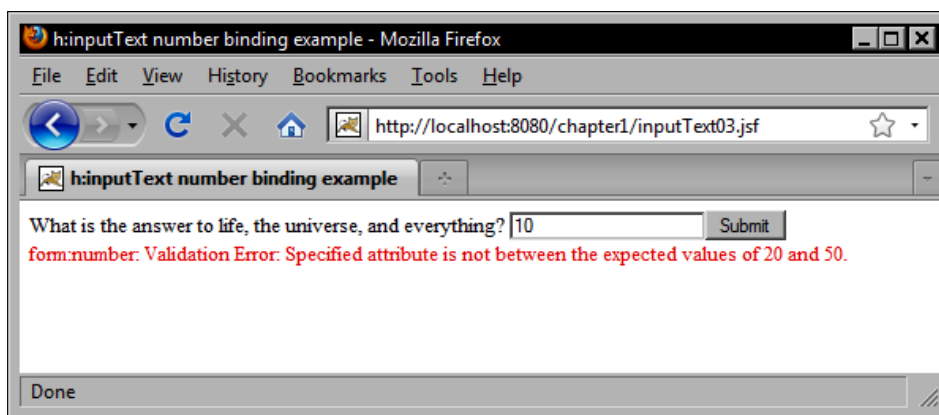 h:inputText number binding example - Mozilla Firefox
File Edit View History Bookmarks Tools Help
http://localhost:8080/chapter1/inputText03.jsf
h:inputText number binding example
What is the answer to life, the universe, and everything? 10 Submit
form:number: Validation Error: Specified attribute is not between the expected values of 20 and 50.
Done